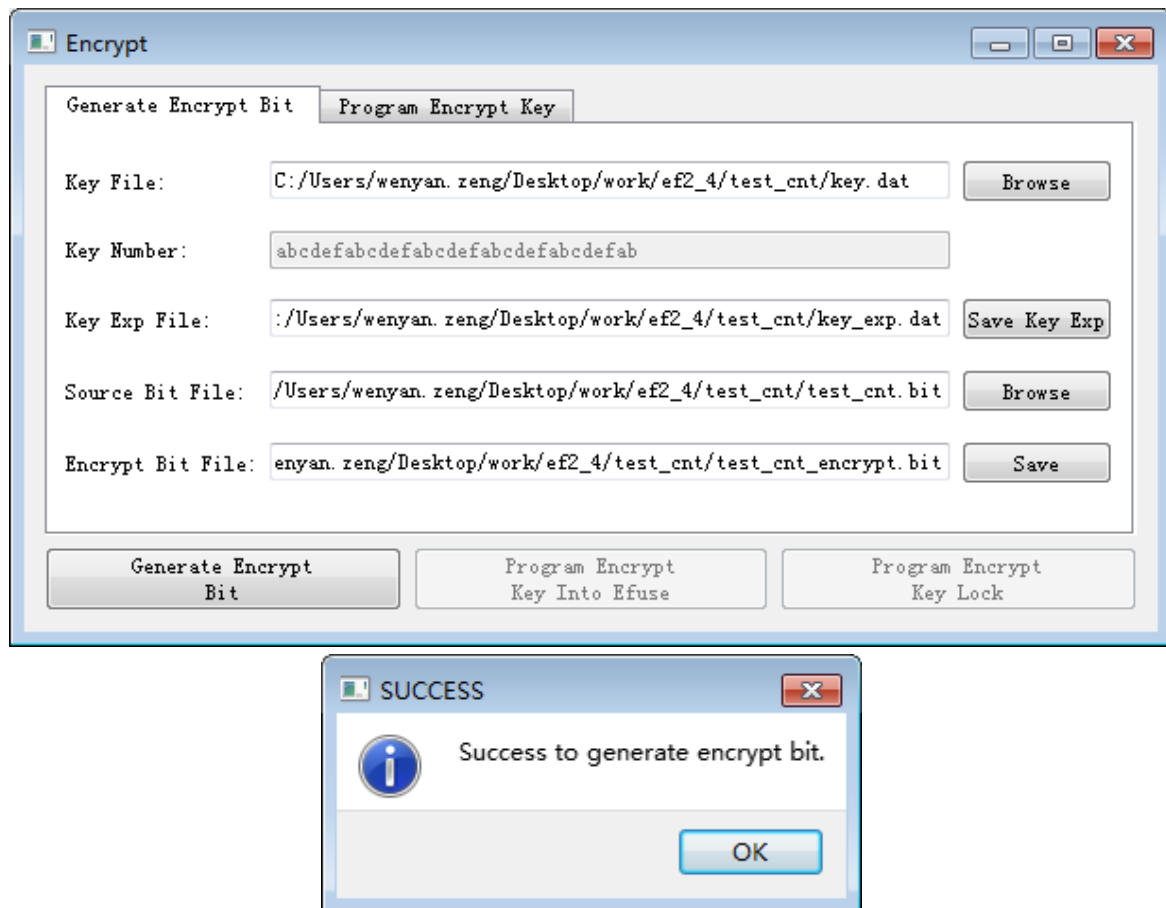 Encrypt
Generate Encrypt Bit
Program Encrypt Key
Key File:
C:/Users/wenyan.zeng/Desktop/work/ef2_4/test_cnt/key.dat
Browse
Key Number:
abcdefabcdefabcdefabcdefabcdefab
Key Exp File:
:/Users/wenyan.zeng/Desktop/work/ef2_4/test_cnt/key_exp.dat
Save Key Exp
Source Bit File:
/Users/wenyan.zeng/Desktop/work/ef2_4/test_cnt/test_cnt.bit
Browse
Encrypt Bit File:
enyan.zeng/Desktop/work/ef2_4/test_cnt/test_cnt_encrypt.bit
Save
Generate Encrypt
Bit
Program Encrypt
Key Into Efuse
Program Encrypt
Key Lock
SUCCESS
Success to generate encrypt bit.
OK